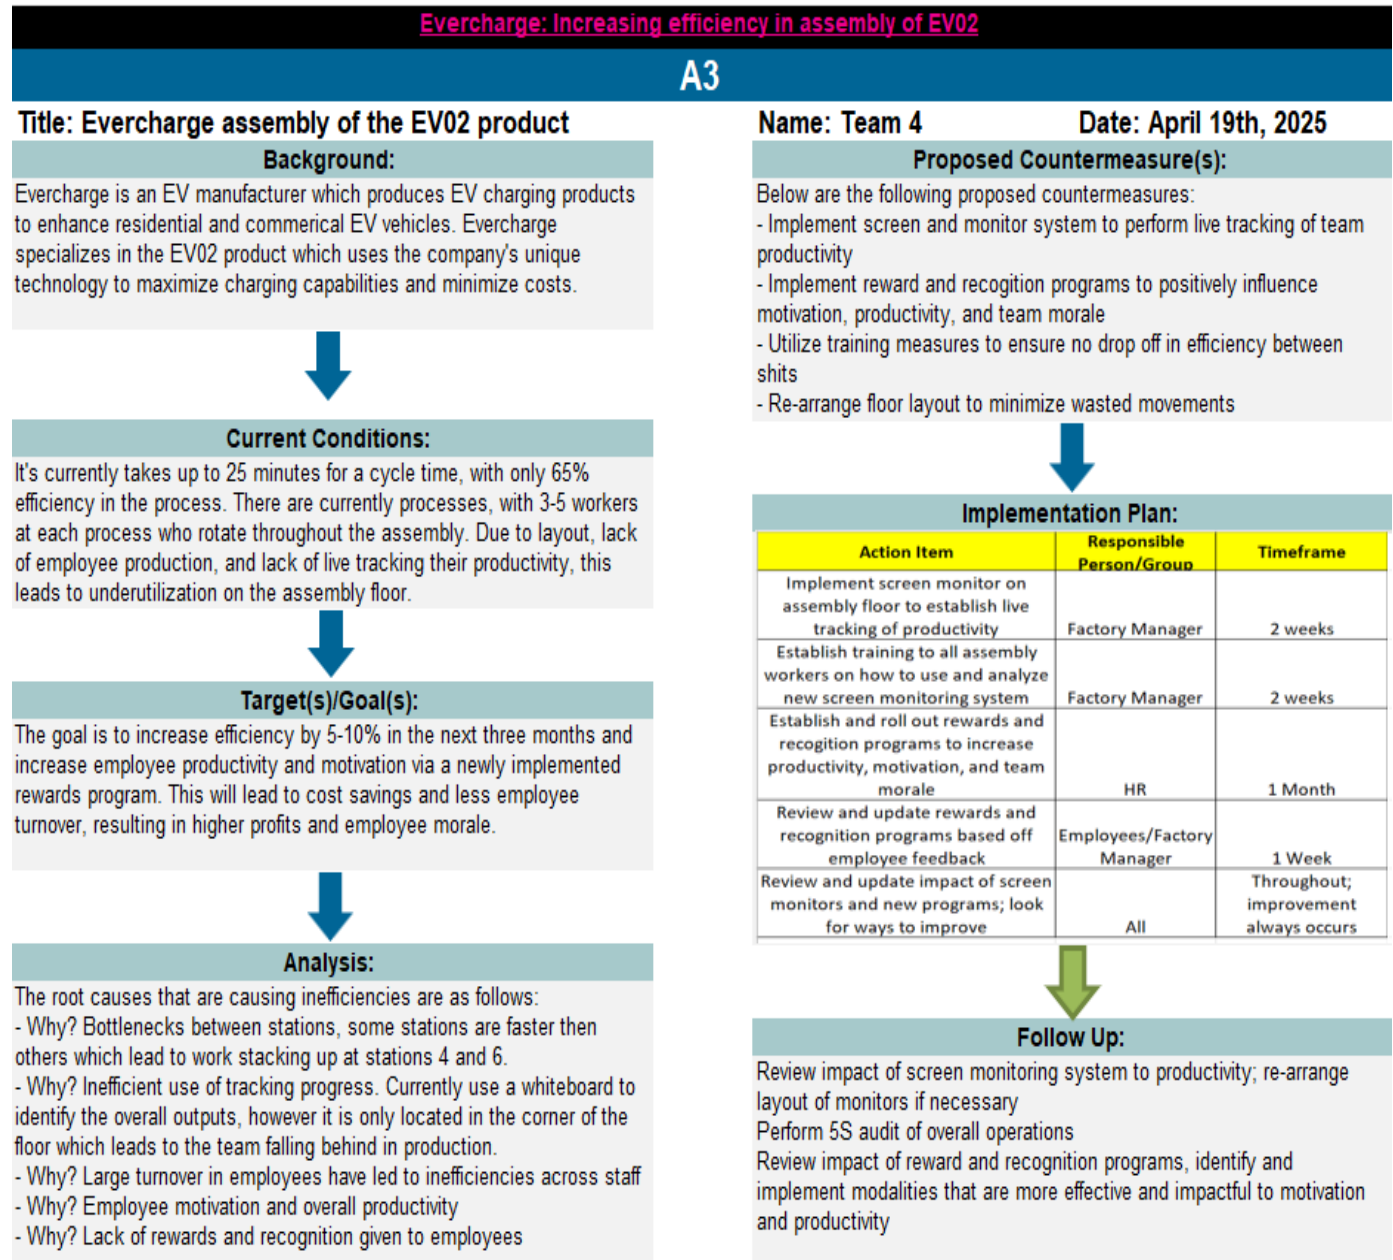 Evercharge: Increasing efficiency in assembly of EV02
A3
Title: Evercharge assembly of the EV02 product
Name: Team 4
Date: April 19th, 2025
Background:
Evercharge is an EV manufacturer which produces EV charging products
to enhance residential and commerical EV vehicles. Evercharge
specializes in the EV02 product which uses the company's unique
technology to maximize charging capabilities and minimize costs.
Current Conditions:
It's currently takes up to 25 minutes for a cycle time, with only 65%
efficiency in the process. There are currently processes, with 3-5 workers
at each process who rotate throughout the assembly. Due to layout, lack
of employee production, and lack of live tracking their productivity, this
leads to underutilization on the assembly floor.
Target(s)/Goal(s):
The goal is to increase efficiency by 5-10% in the next three months and
increase employee productivity and motivation via a newly implemented
rewards program. This will lead to cost savings and less employee
turnover, resulting in higher profits and employee morale.
Analysis:
The root causes that are causing inefficiencies are as follows:
- Why? Bottlenecks between stations, some stations are faster then
others which lead to work stacking up at stations 4 and 6.
- Why? Inefficient use of tracking progress. Currently use a whiteboard to
identify the overall outputs, however it is only located in the corner of the
floor which leads to the team falling behind in production.
- Why? Large turnover in employees have led to inefficiencies across staff
- Why? Employee motivation and overall productivity
- Why? Lack of rewards and recognition given to employees
Proposed Countermeasure(s):
Below are the following proposed countermeasures:
- Implement screen and monitor system to perform live tracking of team
productivity
- Implement reward and recogition programs to positively influence
motivation, productivity, and team morale
- Utilize training measures to ensure no drop off in efficiency between
shits
- Re-arrange floor layout to minimize wasted movements
Implementation Plan:
Action Item
Responsible
Person/Group
Timeframe
Implement screen monitor on
assembly floor to establish live
tracking of productivity
Factory Manager
2 weeks
Establish training to all assembly
workers on how to use and analyze
new screen monitoring system
Factory Manager
2 weeks
Establish and roll out rewards and
recogition programs to increase
productivity, motivation, and team
morale
HR
1 Month
Review and update rewards and
recognition programs based off
employee feedback
Employees/Factory
Manager
1 Week
Review and update impact of screen
monitors and new programs; look
for ways to improve
All
Throughout;
improvement
always occurs
Follow Up:
Review impact of screen monitoring system to productivity; re-arrange
layout of monitors if necessary
Perform 5S audit of overall operations
Review impact of reward and recognition programs, identify and
implement modalities that are more effective and impactful to motivation
and productivity